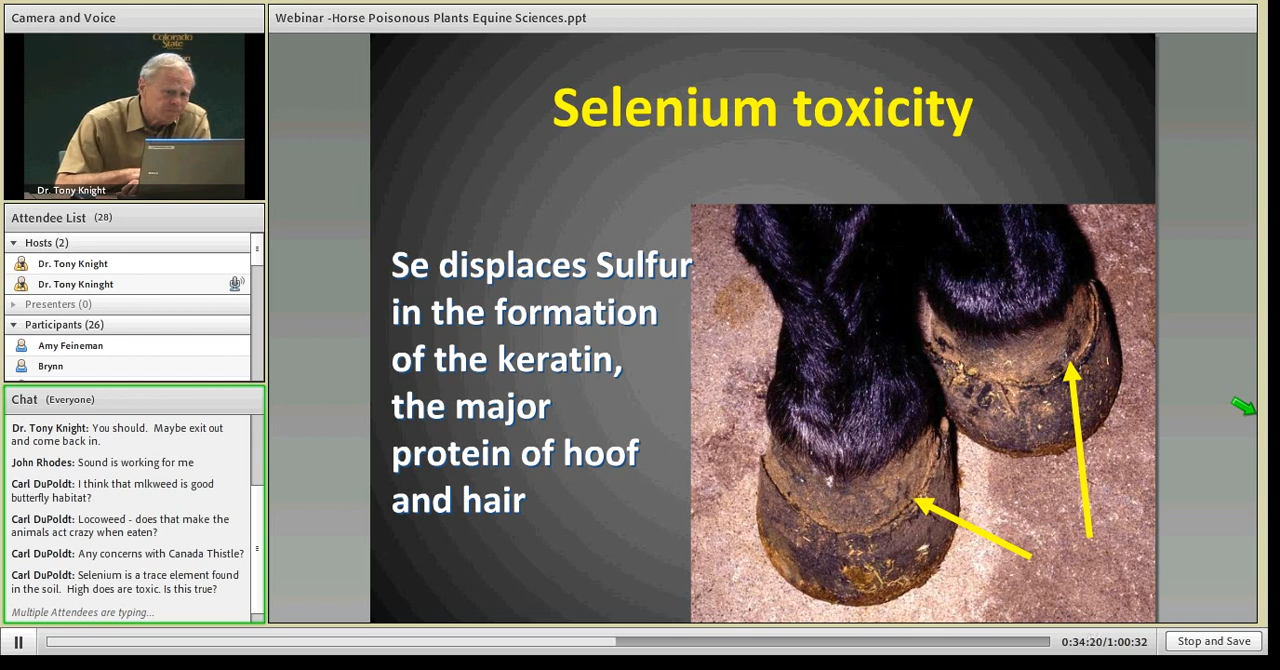 Camera and Voice
Colorado
State
Dr. Tony Knight
Attendee List (28)
Hosts (2)
Dr. Tony Knight
Dr. Tony Kninght
Presenters (0)
Participants (26)
Amy Feineman
Brynn
Chat (Everyone)
Dr. Tony Knight: You should. Maybe exit out
and come back in.
John Rhodes: Sound is working for me
Carl DuPoldt: I think that mlkweed is good
butterfly habitat?
Carl DuPoldt: Locoweed - does that make the
animals act crazy when eaten?
Carl DuPoldt: Any concerns with Canada Thistle?
Carl DuPoldt: Selenium is a trace element found
in the soil. High does are toxic. Is this true?
Multiple Attendees are typing...
Webinar -Horse Poisonous Plants Equine Sciences.ppt
Selenium toxicity
Se displaces Sulfur
in the formation
of the keratin,
the major
protein of hoof
and hair
0:34:20/1:00:32
Stop and Save